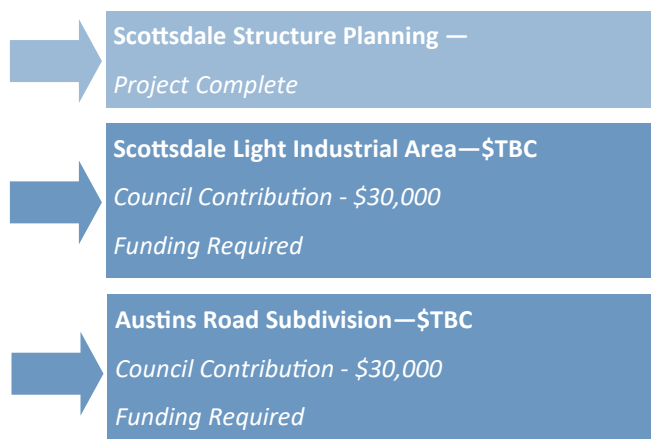 Scottsdale Structure Planning —
Project Complete
Scottsdale Light Industrial Area—$TBC
Council Contribution - $30,000
Funding Required
Austins Road Subdivision—$TBC
Council Contribution - $30,000
Funding Required